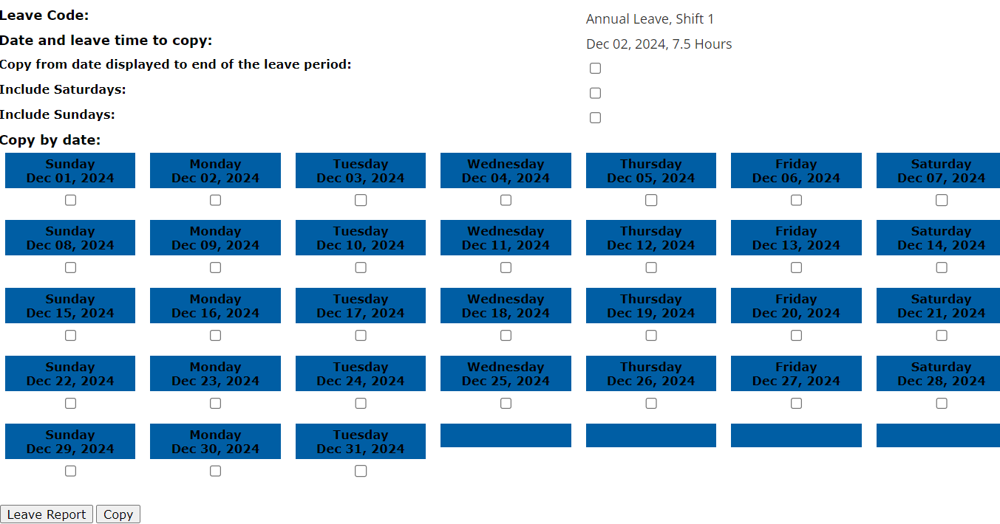 Leave Code: Annual Leave, Shift 1
Date and leave time to copy: Dec 02, 2024, 7.5 Hours
Copy from date displayed to end of the leave period:
Include Saturdays:
Include Sundays:
Copy by date:
Sunday Monday Tuesday Wednesday Thursday Friday Saturday
Dec 01, 2024 Dec 02, 2024 Dec 03, 2024 Dec 04, 2024 Dec 05, 2024 Dec 06, 2024 Dec 07, 2024
Sunday Monday Tuesday Wednesday Thursday Friday Saturday
Dec 08, 2024 Dec 09, 2024 Dec 10, 2024 Dec 11, 2024 Dec 12, 2024 Dec 13, 2024 Dec 14, 2024
Sunday Monday Tuesday Wednesday Thursday Friday Saturday
Dec 15, 2024 Dec 16, 2024 Dec 17, 2024 Dec 18, 2024 Dec 19, 2024 Dec 20, 2024 Dec 21, 2024
Sunday Monday Tuesday Wednesday Thursday Friday Saturday
Dec 22, 2024 Dec 23, 2024 Dec 24, 2024 Dec 25, 2024 Dec 26, 2024 Dec 27, 2024 Dec 28, 2024
Sunday Monday Tuesday
Dec 29, 2024 Dec 30, 2024 Dec 31, 2024
Leave Report Copy